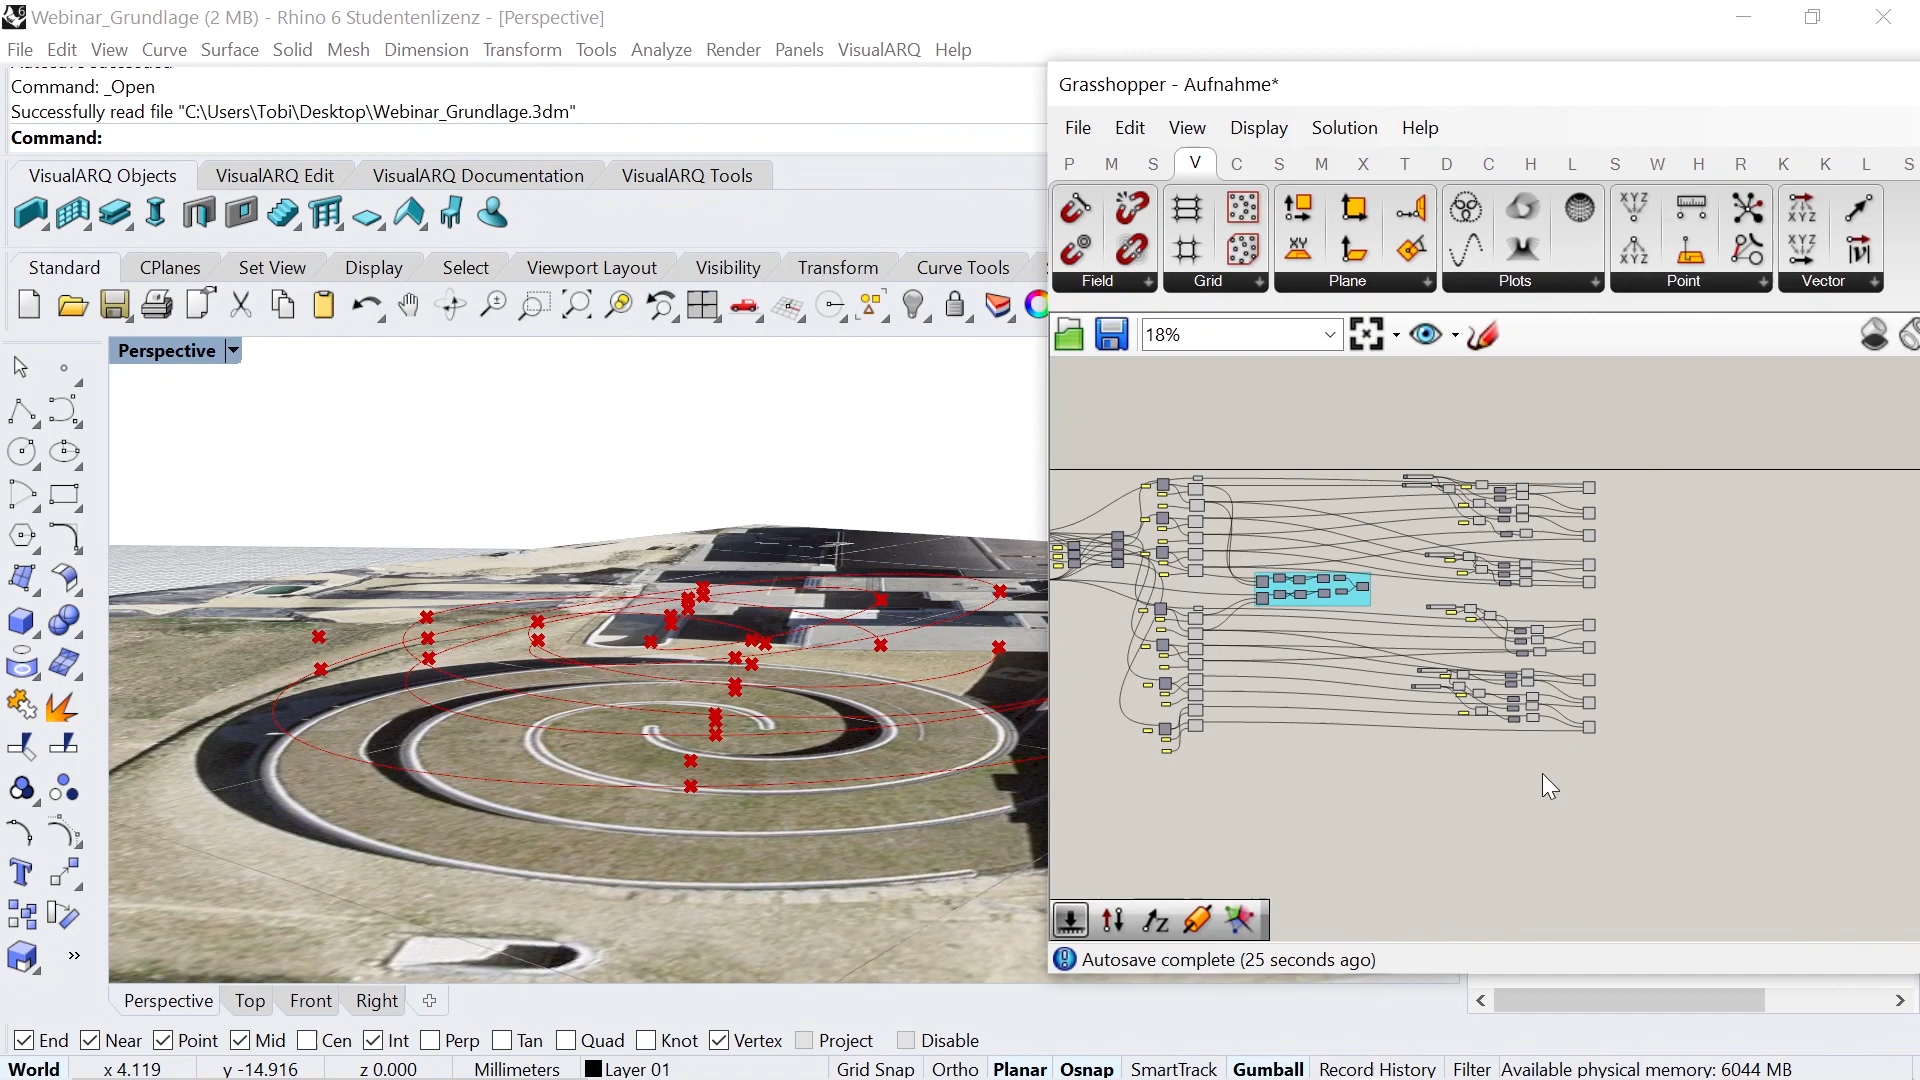 Webinar_Grundlage (2 MB) - Rhino 6 Studentenlizenz - [Perspective]
File Edit View Curve Surface Solid Mesh Dimension Transform Tools Analyze Render Panels VisualARQ Help
Command: _Open
Successfully read file "C:\Users\Tobi\Desktop\Webinar_Grundlage.3dm"
Command:
VisualARQ Objects VisualARQ Edit VisualARQ Documentation VisualARQ Tools
Standard CPlanes Set View Display Select Viewport Layout Visibility Transform Curve Tools
Perspective
Grasshopper - Aufnahme*
File Edit View Display Solution Help
P M S V C S M X T D C H L S W H R K K L S
Field Grid Plane Plots Point Vector
18%
Autosave complete (25 seconds ago)
Perspective Top Front Right
End Near Point Mid Cen Int Perp Tan Quad Knot Vertex Project Disable
World x 4.119 y -14.916 z 0.000 Millimeters Layer 01 Grid Snap Ortho Planar Osnap SmartTrack Gumball Record History Filter Available physical memory: 6044 MB